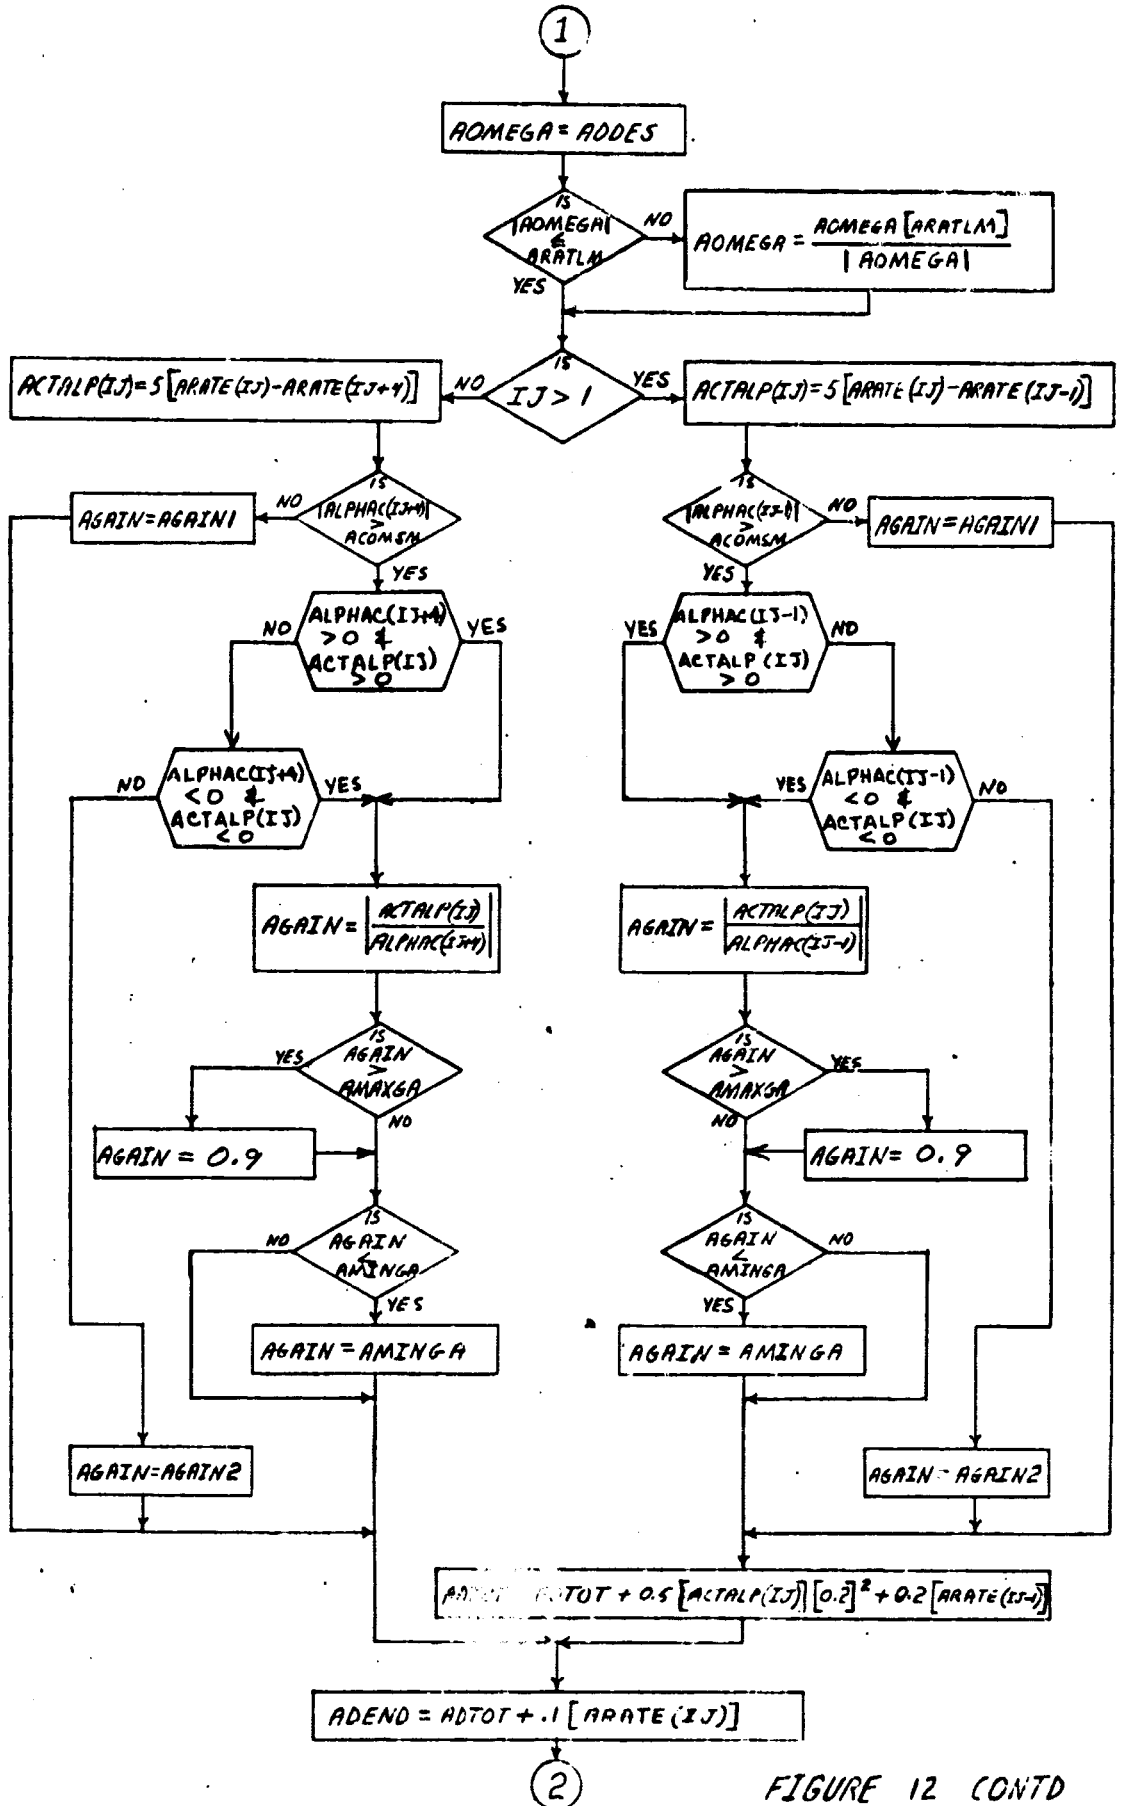 1
AOMEGA = ADDES
IS
|AOMEGA|
≤
ARATLM
NO
YES
AOMEGA = AOMEGA [ARATLM]
|AOMEGA|
IS
IJ > 1
NO
YES
ACTALP(IJ)=5[ARATE(IJ)-ARATE(IJ+4)]
ACTALP(IJ)=5[ARATE(IJ)-ARATE(IJ-1)]
IS
|ALPHAC(IJ+4)|
>
ACOMSM
NO
YES
AGAIN=AGAIN1
IS
|ALPHAC(IJ-1)|
>
ACOMSM
NO
YES
AGAIN=AGAIN1
ALPHAC(IJ+4)
>0 &
ACTALP(IJ)
>0
NO
YES
ALPHAC(IJ-1)
>0 &
ACTALP(IJ)
>0
YES
NO
ALPHAC(IJ+4)
<0 &
ACTALP(IJ)
<0
NO
YES
ALPHAC(IJ-1)
<0 &
ACTALP(IJ)
<0
YES
NO
AGAIN=|ACTALP(IJ)
ALPHAC(IJ+4)|
AGAIN=|ACTALP(IJ)
ALPHAC(IJ-1)|
IS
AGAIN
>
AMAXGA
YES
NO
IS
AGAIN
>
AMAXGA
YES
NO
AGAIN = 0.9
AGAIN= 0.9
IS
AGAIN
<
AMINGA
NO
YES
IS
AGAIN
<
AMINGA
NO
YES
AGAIN=AMINGA
AGAIN=AMINGA
AGAIN=AGAIN2
AGAIN=AGAIN2
TOT + 0.5 [ACTALP(IJ)][0.2]² + 0.2 [ARATE(IJ-1)]
ADEND = ADTOT + .1 [ARATE(IJ)]
2
FIGURE 12 CONTD